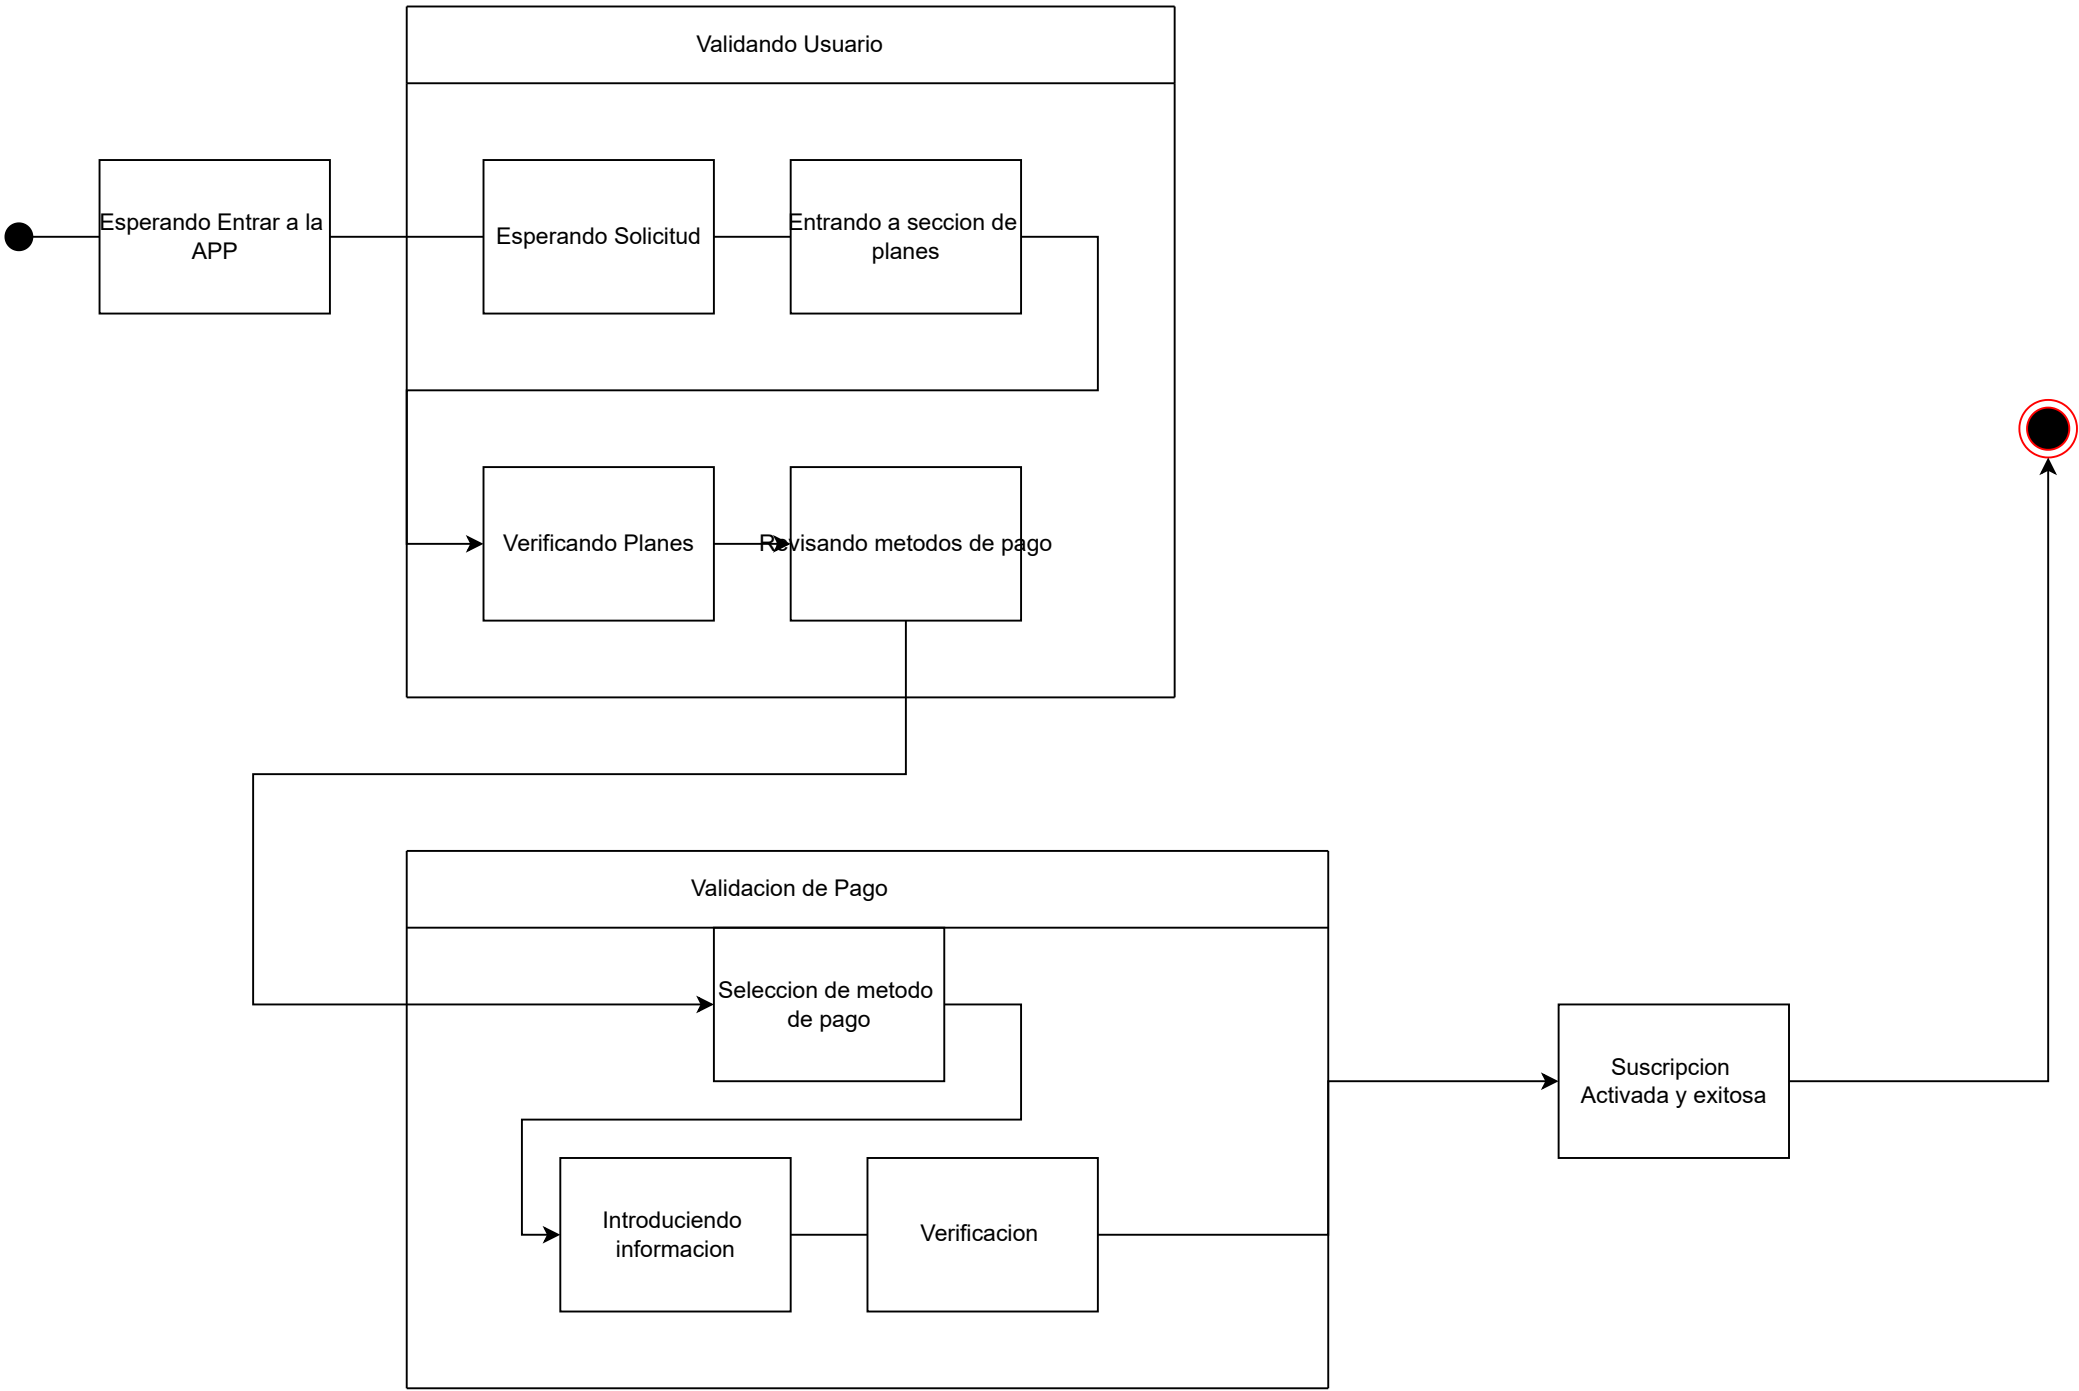 Validando Usuario
Esperando Entrar a la
APP
Esperando Solicitud
Entrando a seccion de
planes
Verificando Planes
Revisando metodos de pago
Validacion de Pago
Seleccion de metodo
de pago
Suscripcion
Activada y exitosa
Introduciendo
informacion
Verificacion